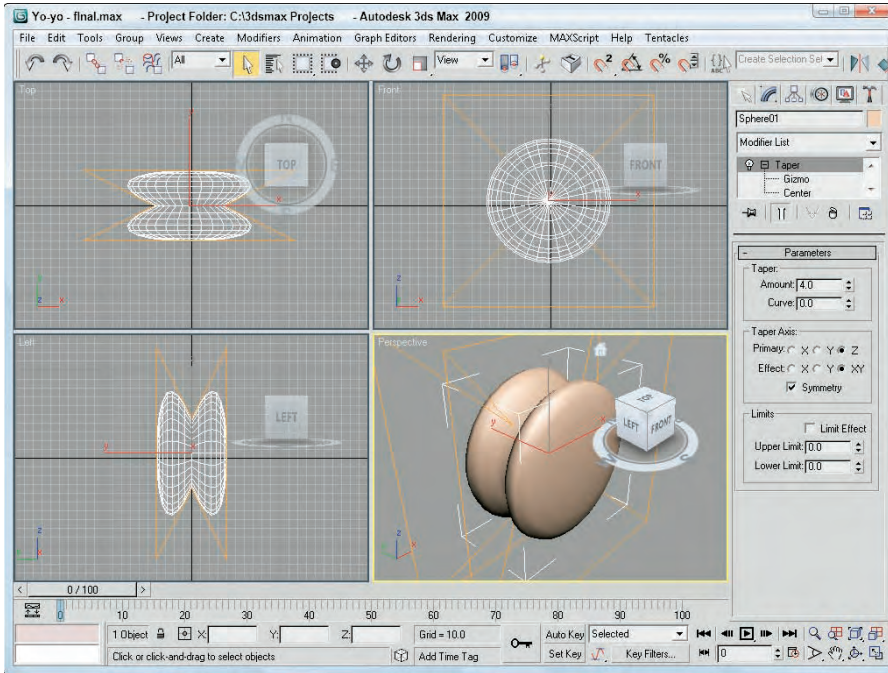 Yo-yo - final.max - Project Folder: C:\3dsmax Projects - Autodesk 3ds Max 2009
File Edit Tools Group Views Create Modifiers Animation Graph Editors Rendering Customize MAXScript Help Tentacles
All View Create Selection Set
Top
TOP
x
z x
Front
FRONT
x
z x
Sphere01
Modifier List
Taper
Gizmo
Center
- Parameters
Taper:
Amount: 4.0
Curve: 0.0
Taper Axis:
Primary: X Y Z
Effect: X Y XY
Symmetry
Limits
Limit Effect
Upper Limit: 0.0
Lower Limit: 0.0
Left
LEFT
z
Perspective
TOP
LEFT FRONT
y x
z
< 0 / 100 >
0 10 20 30 40 50 60 70 80 90 100
1 Object X: Y: Z: Grid = 10.0 Auto Key Selected
Click or click-and-drag to select objects Add Time Tag Set Key Key Filters... 0